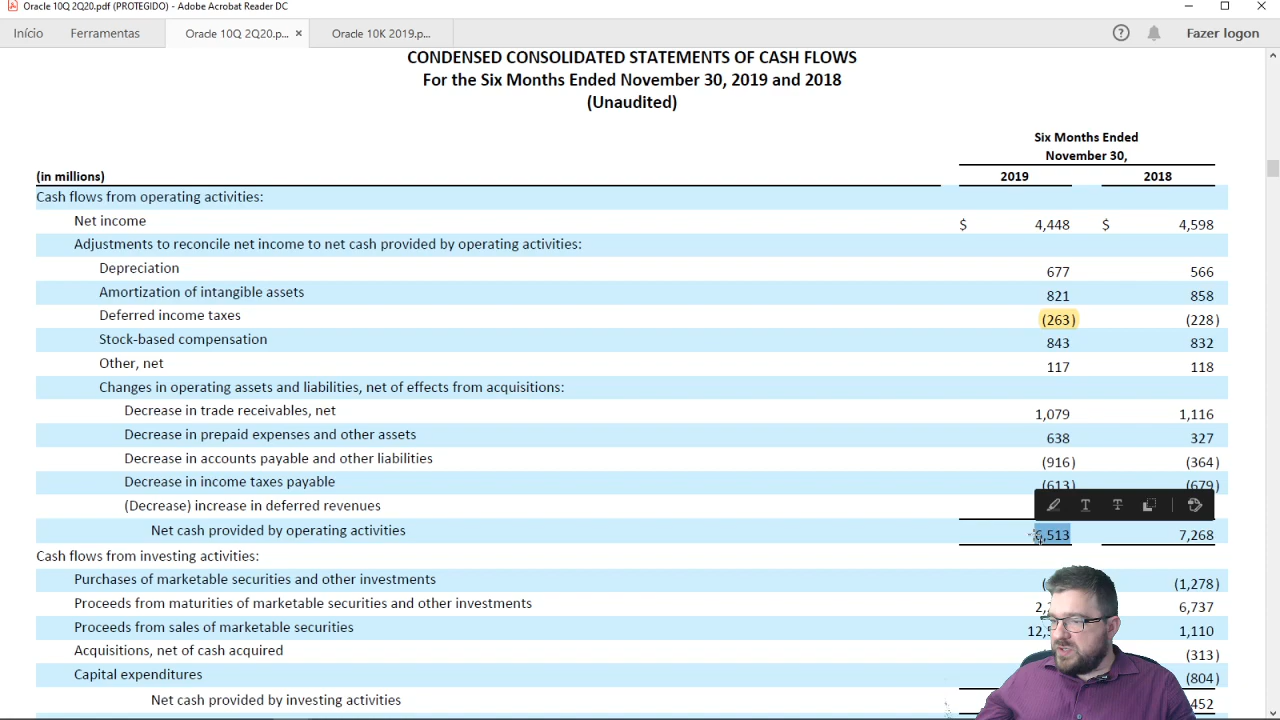 Oracle 10Q 2Q20.pdf (PROTEGIDO) - Adobe Acrobat Reader DC
Início Ferramentas Oracle 10Q 2Q20.p... × Oracle 10K 2019.p... Fazer logon
CONDENSED CONSOLIDATED STATEMENTS OF CASH FLOWS
For the Six Months Ended November 30, 2019 and 2018
(Unaudited)
Six Months Ended
November 30,
(in millions) 2019 2018
Cash flows from operating activities:
Net income $ 4,448 $ 4,598
Adjustments to reconcile net income to net cash provided by operating activities:
Depreciation 677 566
Amortization of intangible assets 821 858
Deferred income taxes (263) (228)
Stock-based compensation 843 832
Other, net 117 118
Changes in operating assets and liabilities, net of effects from acquisitions:
Decrease in trade receivables, net 1,079 1,116
Decrease in prepaid expenses and other assets 638 327
Decrease in accounts payable and other liabilities (916) (364)
Decrease in income taxes payable (613) (679)
(Decrease) increase in deferred revenues
Net cash provided by operating activities 6,513 7,268
Cash flows from investing activities:
Purchases of marketable securities and other investments (1,278)
Proceeds from maturities of marketable securities and other investments 6,737
Proceeds from sales of marketable securities 1,110
Acquisitions, net of cash acquired (313)
Capital expenditures (804)
Net cash provided by investing activities